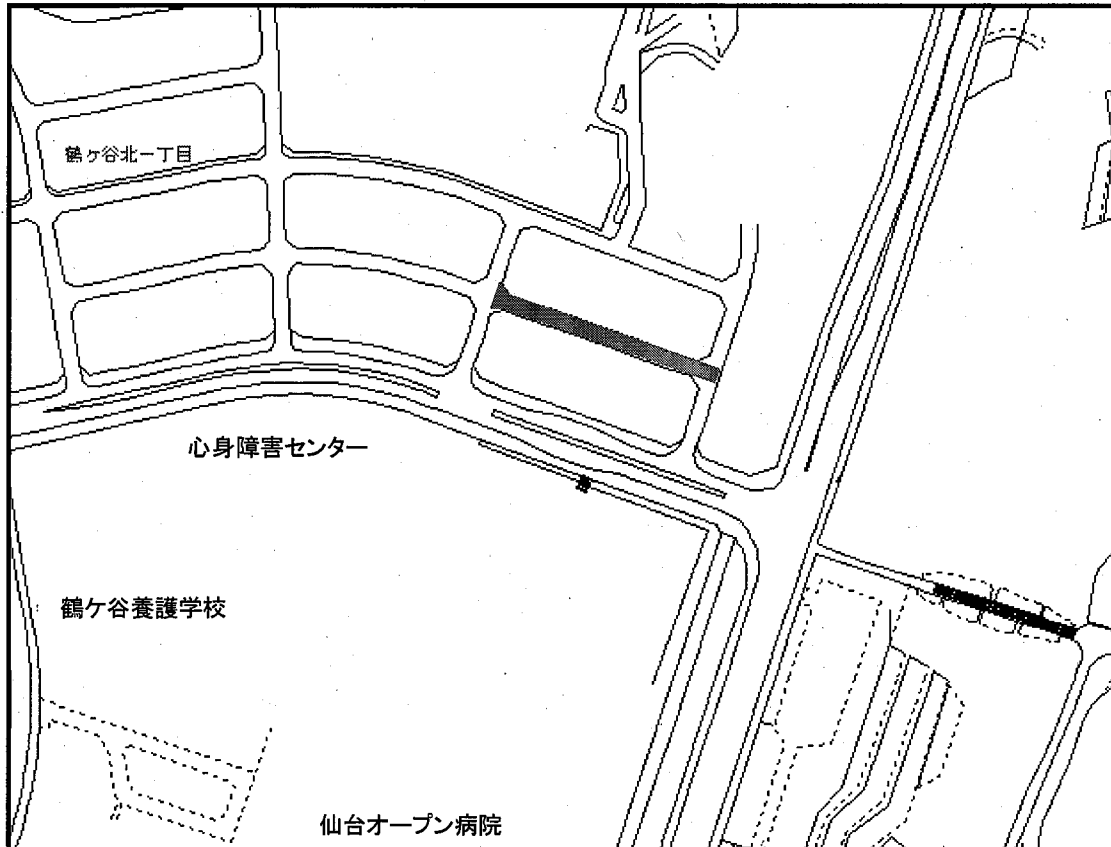 鶴ヶ谷北一丁目
心身障害センター
鶴ケ谷養護学校
仙台オープン病院